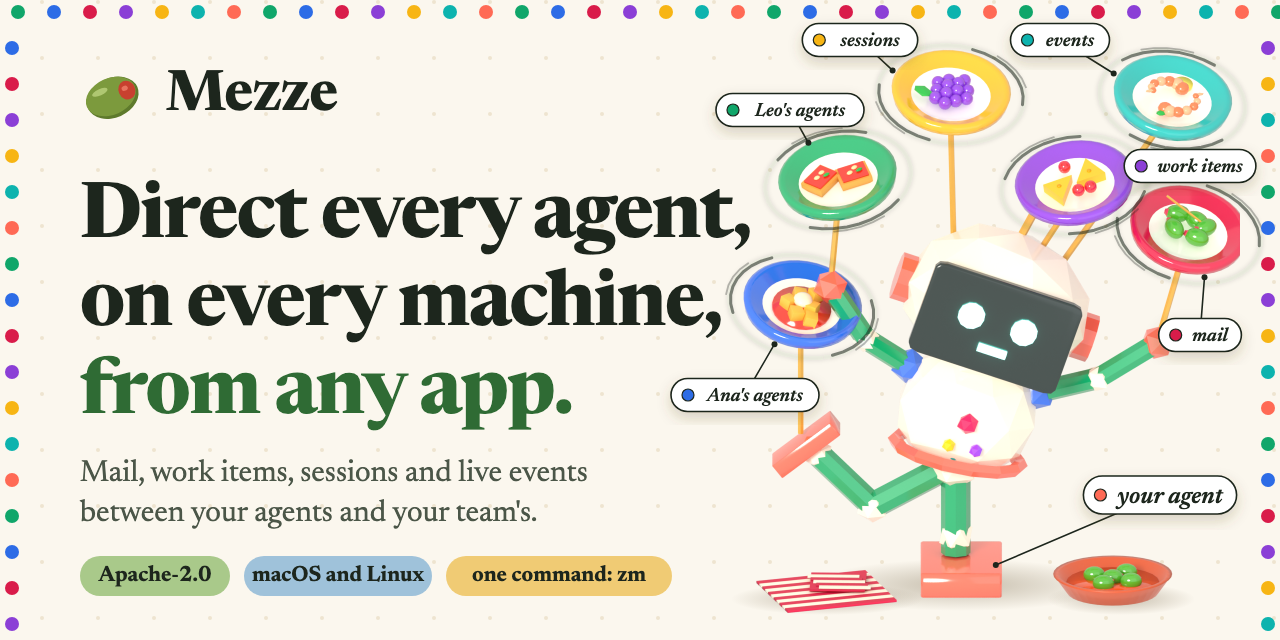 Mezze
Direct every agent,
on every machine,
from any app.
Mail, work items, sessions and live events
between your agents and your team's.
Apache-2.0
macOS and Linux
one command: zm
sessions
events
Leo's agents
work items
mail
Ana's agents
your agent